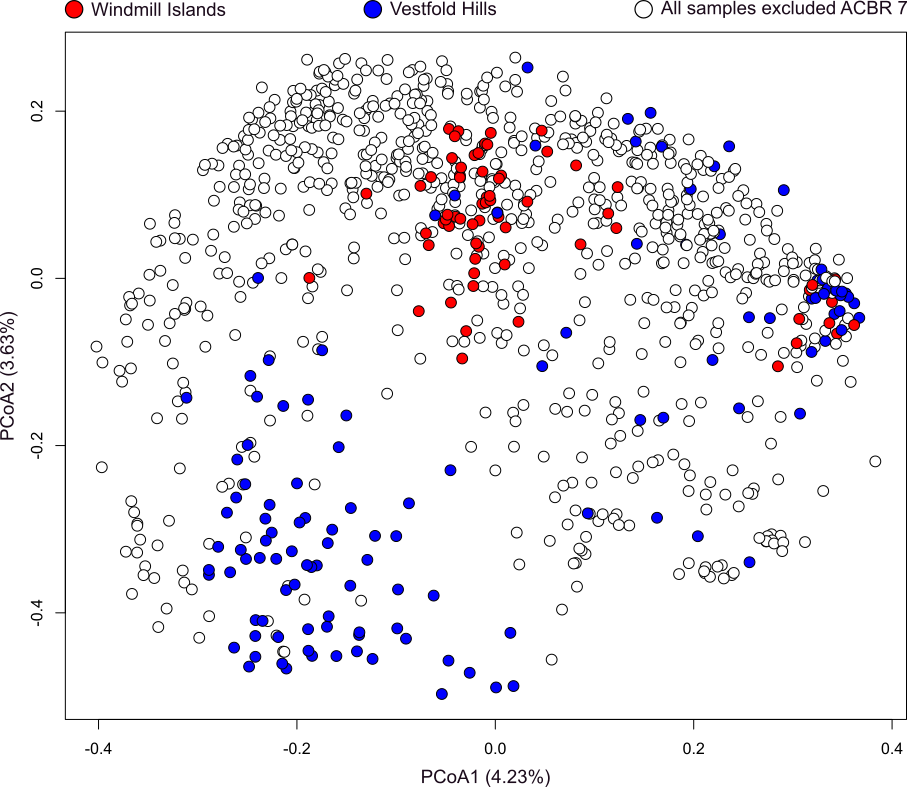 Windmill Islands Vestfold Hills All samples excluded ACBR 7
0.2
0.0
-0.2
-0.4
PCoA2 (3.63%)
-0.4 -0.2 0.0 0.2 0.4
PCoA1 (4.23%)